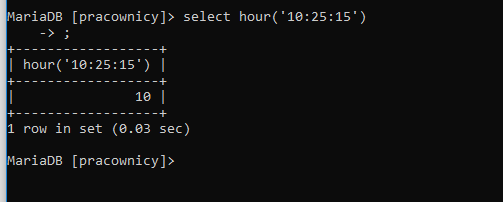 MariaDB [pracownicy]> select hour('10:25:15')
    -> ;
+------------------+
| hour('10:25:15') |
+------------------+
|               10 |
+------------------+
1 row in set (0.03 sec)

MariaDB [pracownicy]>